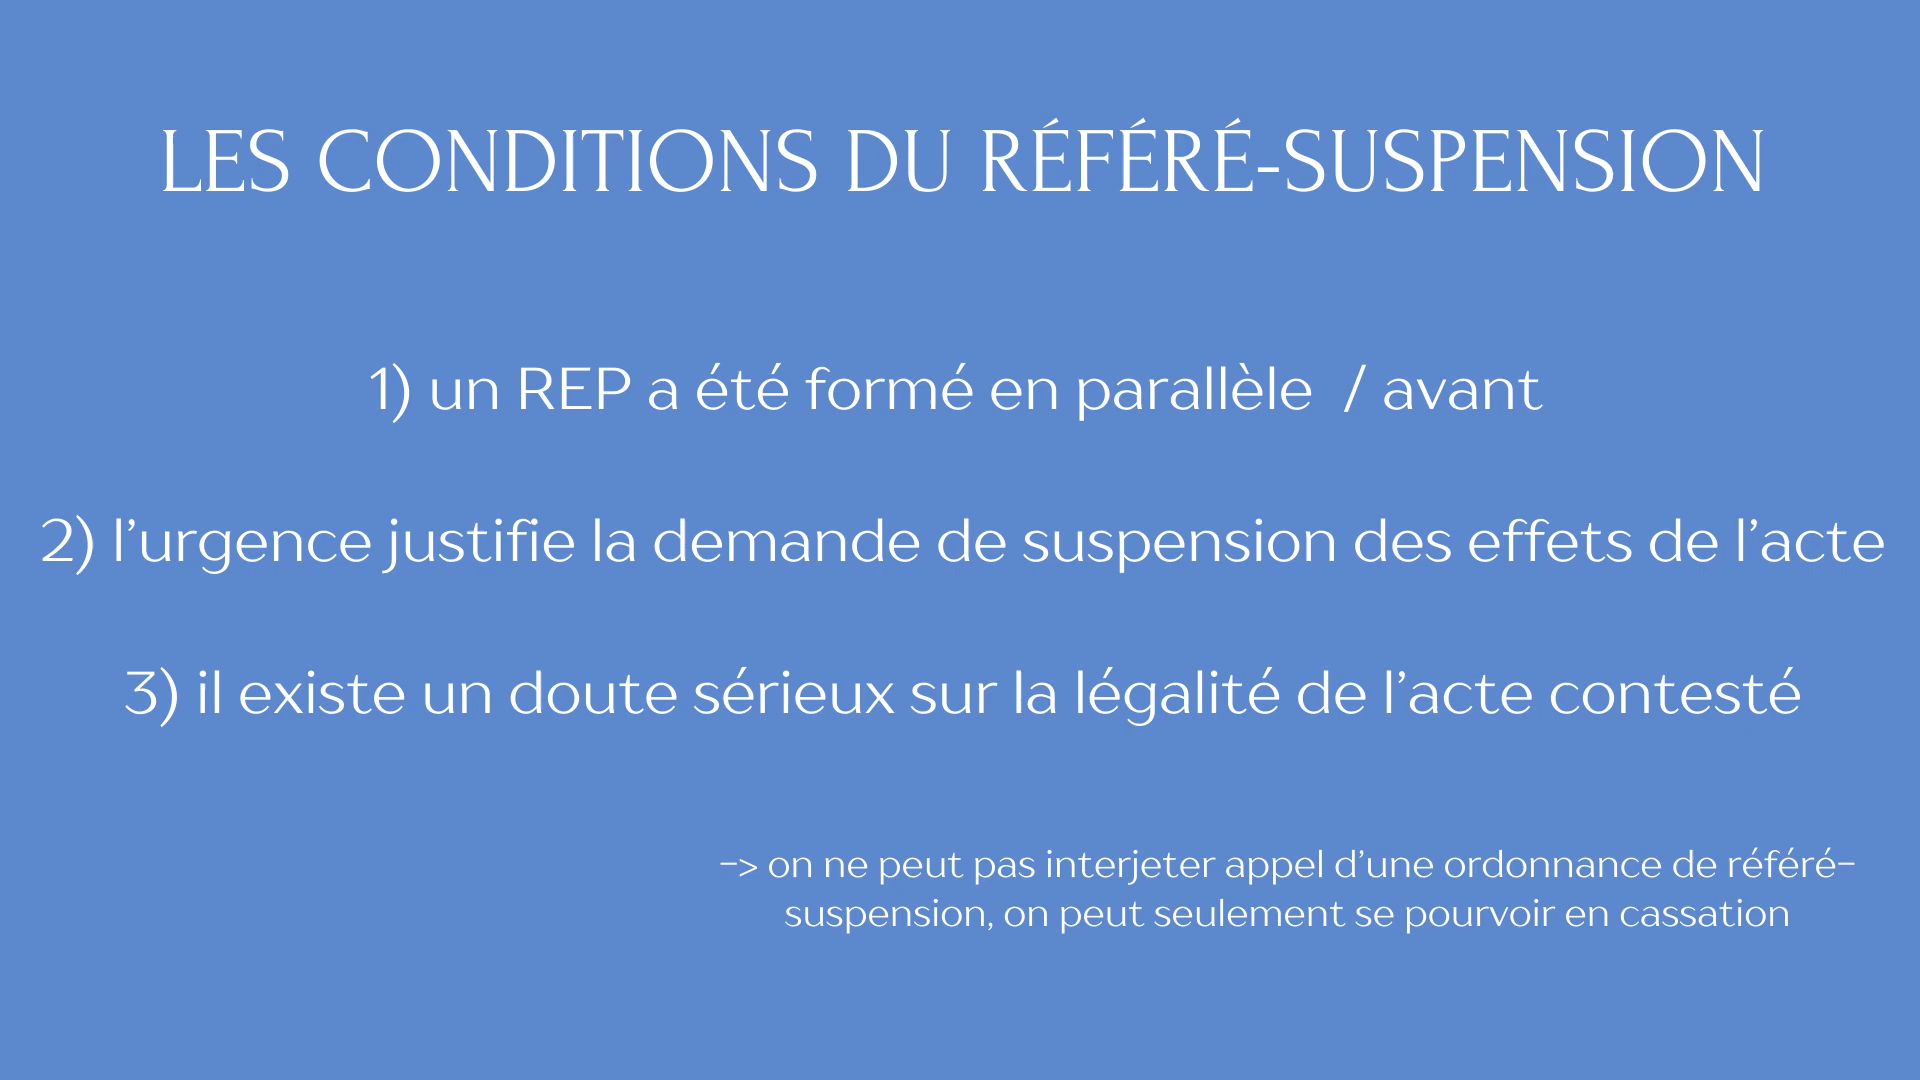 LES CONDITIONS DU RÉFÉRÉ-SUSPENSION
1) un REP a été formé en parallèle / avant
2) l’urgence justifie la demande de suspension des effets de l’acte
3) il existe un doute sérieux sur la légalité de l’acte contesté
–> on ne peut pas interjeter appel d’une ordonnance de référé-
suspension, on peut seulement se pourvoir en cassation